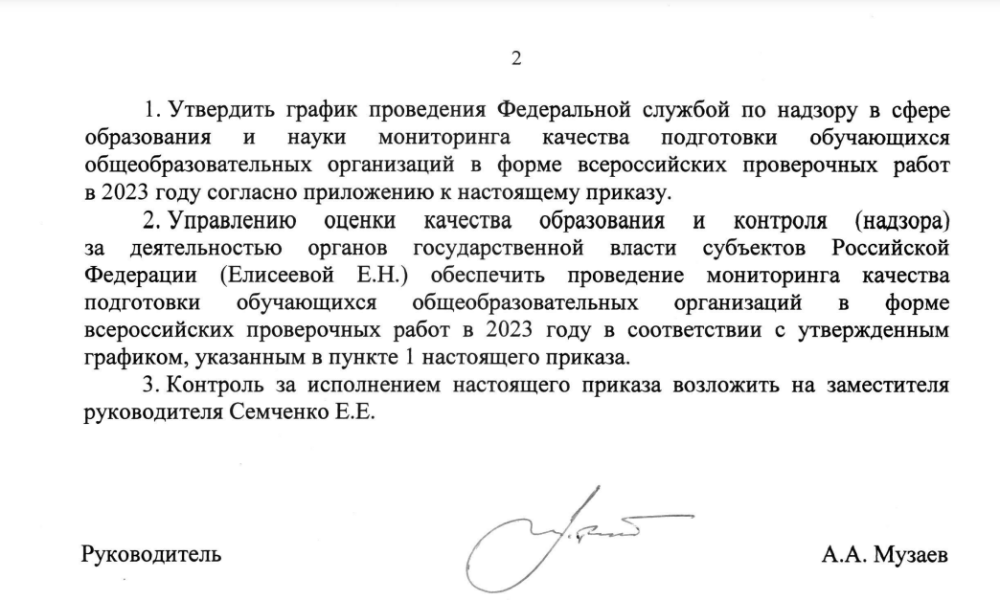 2
1. Утвердить график проведения Федеральной службой по надзору в сфере
образования и науки мониторинга качества подготовки обучающихся
общеобразовательных организаций в форме всероссийских проверочных работ
в 2023 году согласно приложению к настоящему приказу.
2. Управлению оценки качества образования и контроля (надзора)
за деятельностью органов государственной власти субъектов Российской
Федерации (Елисеевой Е.Н.) обеспечить проведение мониторинга качества
подготовки обучающихся общеобразовательных организаций в форме
всероссийских проверочных работ в 2023 году в соответствии с утвержденным
графиком, указанным в пункте 1 настоящего приказа.
3. Контроль за исполнением настоящего приказа возложить на заместителя
руководителя Семченко Е.Е.
Руководитель А.А. Музаев